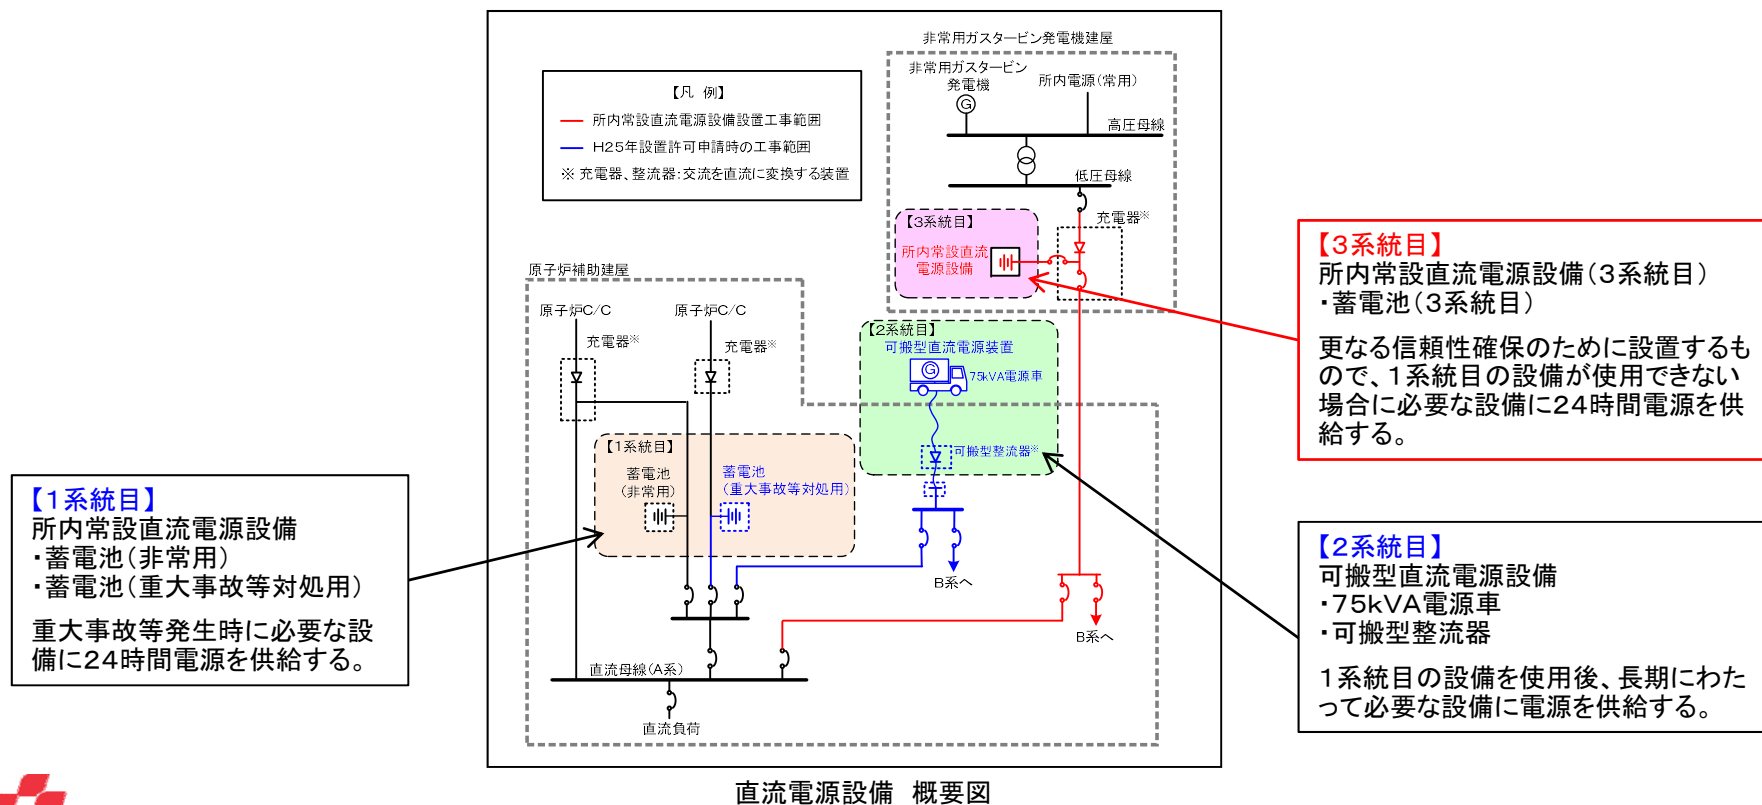 非常用ガスタービン発電機建屋
非常用ガスタービン
発電機
G
所内電源(常用)
高圧母線
低圧母線
充電器※
【凡 例】
所内常設直流電源設備設置工事範囲
H25年設置許可申請時の工事範囲
※ 充電器、整流器:交流を直流に変換する装置
【3系統目】
所内常設直流
電源設備
原子炉補助建屋
原子炉C/C
原子炉C/C
充電器※
充電器※
【2系統目】
可搬型直流電源装置
G
75kVA電源車
可搬型整流器※
【1系統目】
蓄電池
(非常用)
蓄電池
(重大事故等対処用)
B系へ
B系へ
直流母線(A系)
直流負荷
【1系統目】
所内常設直流電源設備
・蓄電池(非常用)
・蓄電池(重大事故等対処用)
重大事故等発生時に必要な設
備に24時間電源を供給する。
【3系統目】
所内常設直流電源設備(3系統目)
・蓄電池(3系統目)
更なる信頼性確保のために設置するも
ので、1系統目の設備が使用できない
場合に必要な設備に24時間電源を供
給する。
【2系統目】
可搬型直流電源設備
・75kVA電源車
・可搬型整流器
1系統目の設備を使用後、長期にわた
って必要な設備に電源を供給する。
直流電源設備 概要図